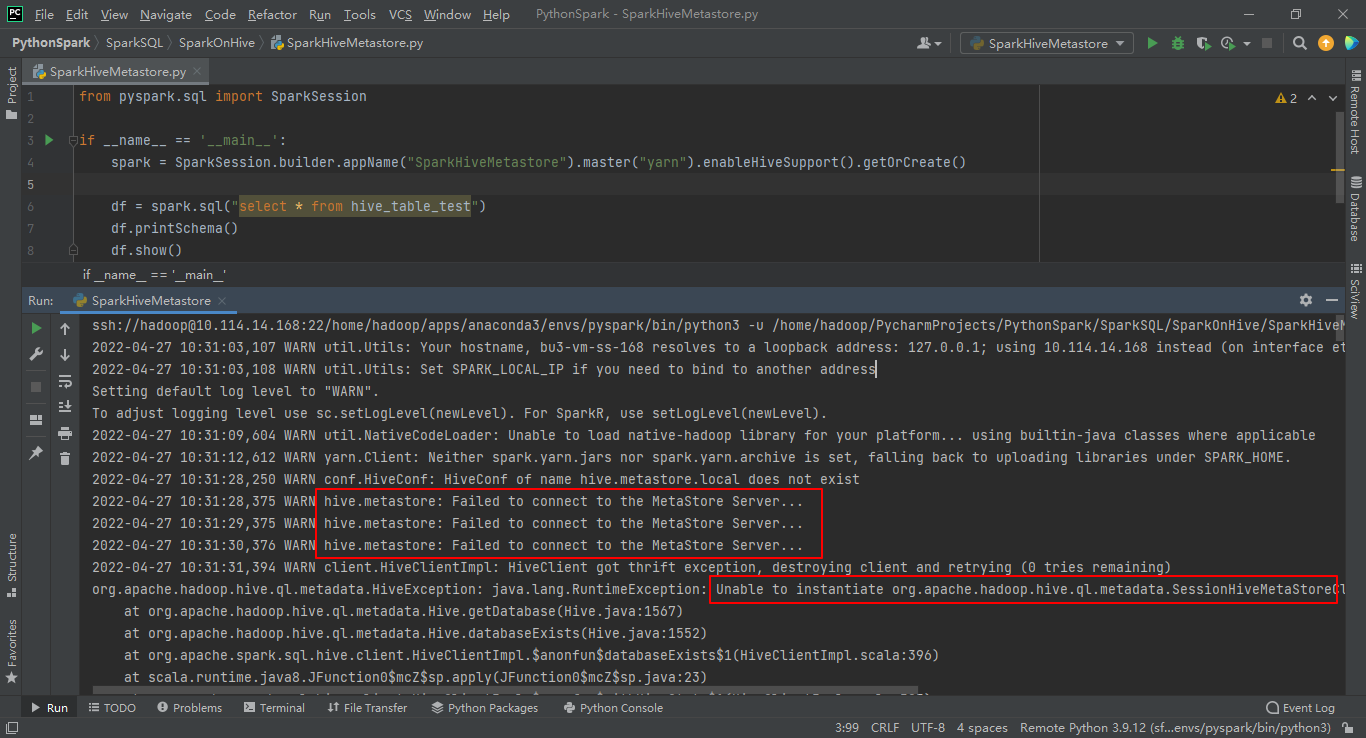 PC File Edit View Navigate Code Refactor Run Tools VCS Window Help PythonSpark - SparkHiveMetastore.py
PythonSpark SparkSQL SparkOnHive SparkHiveMetastore.py SparkHiveMetastore
Project
SparkHiveMetastore.py
1 from pyspark.sql import SparkSession
2
2
3 if __name__ == '__main__':
4 spark = SparkSession.builder.appName("SparkHiveMetastore").master("yarn").enableHiveSupport().getOrCreate()
5
6 df = spark.sql("select * from hive_table_test")
7 df.printSchema()
8 df.show()
if __name__ == '__main__'
Remote Host
Database
SciView
Run: SparkHiveMetastore
ssh://hadoop@10.114.14.168:22/home/hadoop/apps/anaconda3/envs/pyspark/bin/python3 -u /home/hadoop/PycharmProjects/PythonSpark/SparkSQL/SparkOnHive/SparkHiveM
2022-04-27 10:31:03,107 WARN util.Utils: Your hostname, bu3-vm-ss-168 resolves to a loopback address: 127.0.0.1; using 10.114.14.168 instead (on interface et
2022-04-27 10:31:03,108 WARN util.Utils: Set SPARK_LOCAL_IP if you need to bind to another address
Setting default log level to "WARN".
To adjust logging level use sc.setLogLevel(newLevel). For SparkR, use setLogLevel(newLevel).
2022-04-27 10:31:09,604 WARN util.NativeCodeLoader: Unable to load native-hadoop library for your platform... using builtin-java classes where applicable
2022-04-27 10:31:12,612 WARN yarn.Client: Neither spark.yarn.jars nor spark.yarn.archive is set, falling back to uploading libraries under SPARK_HOME.
2022-04-27 10:31:28,250 WARN conf.HiveConf: HiveConf of name hive.metastore.local does not exist
2022-04-27 10:31:28,375 WARN hive.metastore: Failed to connect to the MetaStore Server...
2022-04-27 10:31:29,375 WARN hive.metastore: Failed to connect to the MetaStore Server...
2022-04-27 10:31:30,376 WARN hive.metastore: Failed to connect to the MetaStore Server...
2022-04-27 10:31:31,394 WARN client.HiveClientImpl: HiveClient got thrift exception, destroying client and retrying (0 tries remaining)
org.apache.hadoop.hive.ql.metadata.HiveException: java.lang.RuntimeException: Unable to instantiate org.apache.hadoop.hive.ql.metadata.SessionHiveMetaStoreCl
at org.apache.hadoop.hive.ql.metadata.Hive.getDatabase(Hive.java:1567)
at org.apache.hadoop.hive.ql.metadata.Hive.databaseExists(Hive.java:1552)
at org.apache.spark.sql.hive.client.HiveClientImpl.$anonfun$databaseExists$1(HiveClientImpl.scala:396)
at scala.runtime.java8.JFunction0$mcZ$sp.apply(JFunction0$mcZ$sp.java:23)
Structure
Favorites
Run TODO Problems Terminal File Transfer Python Packages Python Console Event Log
3:99 CRLF UTF-8 4 spaces Remote Python 3.9.12 (sf...envs/pyspark/bin/python3)